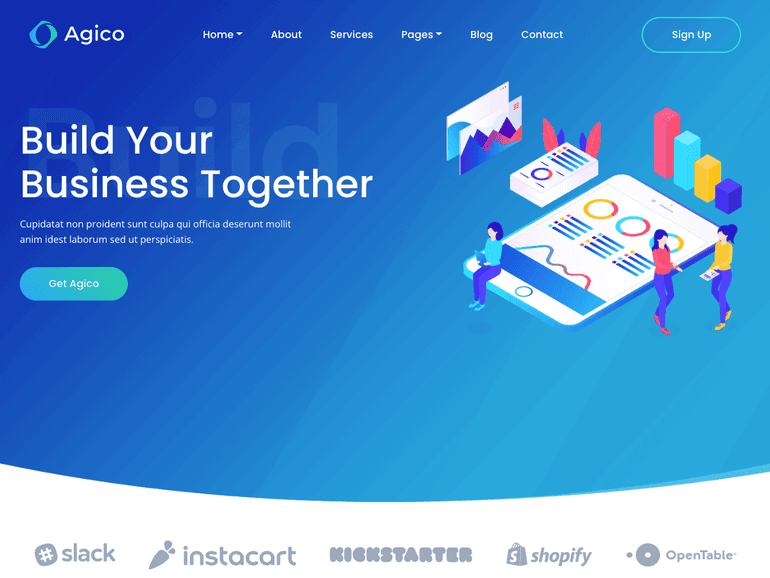 Agico
Home
About
Services
Pages
Blog
Contact
Sign Up
Build
Build Your
Business Together
Cupidatat non proident sunt culpa qui officia deserunt mollit
anim idest laborum sed ut perspiciatis.
Get Agico
slack
instacart
KICKSTARTER
shopify
OpenTable